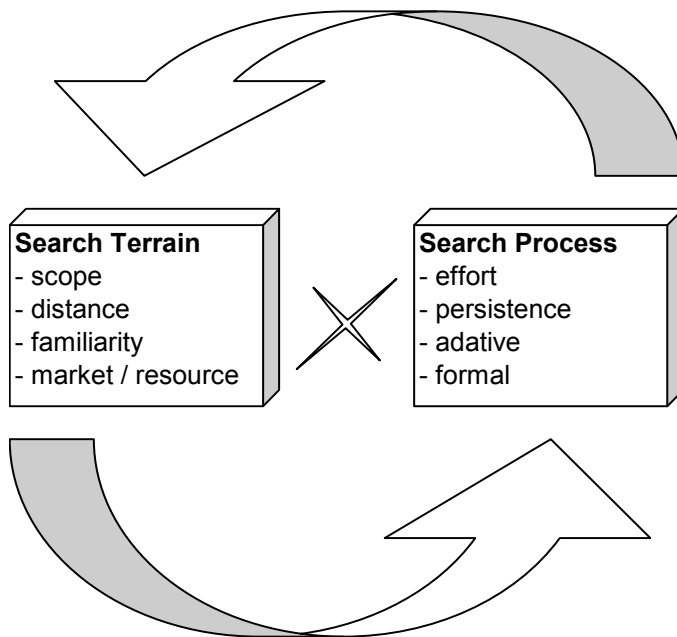 Search Terrain
- scope
- distance
- familiarity
- market / resource
Search Process
- effort
- persistence
- adative
- formal